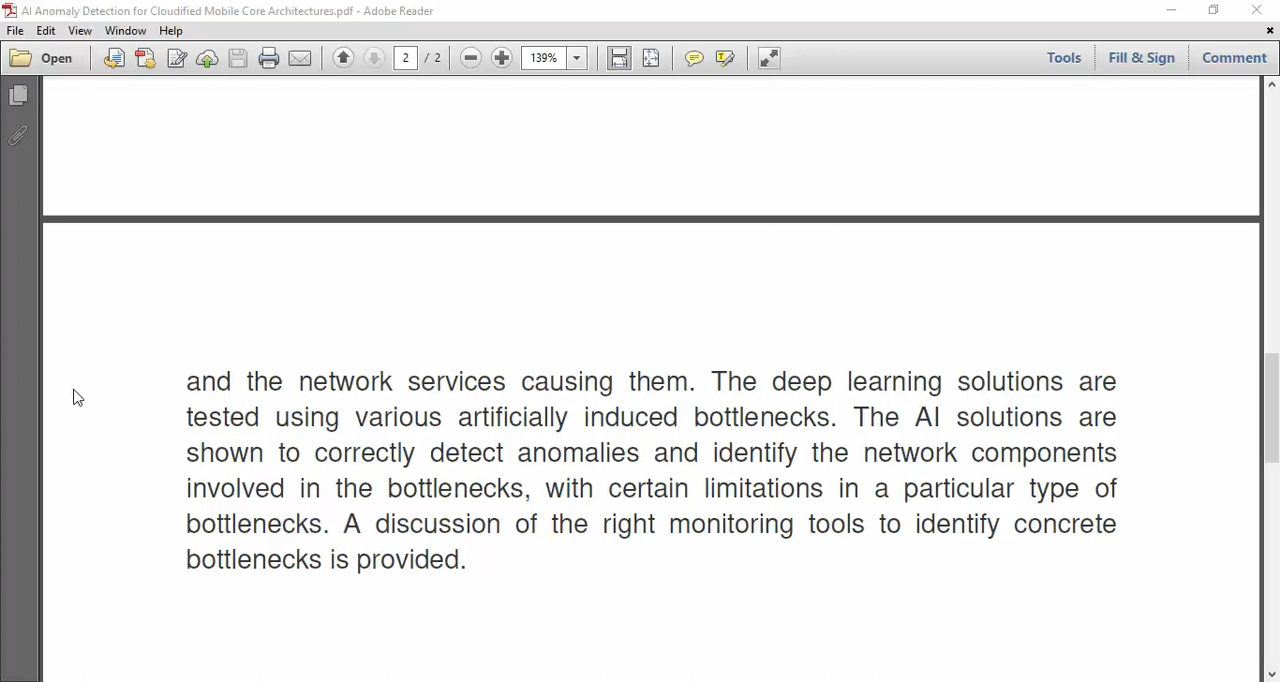 AI Anomaly Detection for Cloudified Mobile Core Architectures.pdf - Adobe Reader
File Edit View Window Help
Open 2 / 2 139% Tools Fill & Sign Comment
and the network services causing them. The deep learning solutions are
tested using various artificially induced bottlenecks. The AI solutions are
shown to correctly detect anomalies and identify the network components
involved in the bottlenecks, with certain limitations in a particular type of
bottlenecks. A discussion of the right monitoring tools to identify concrete
bottlenecks is provided.